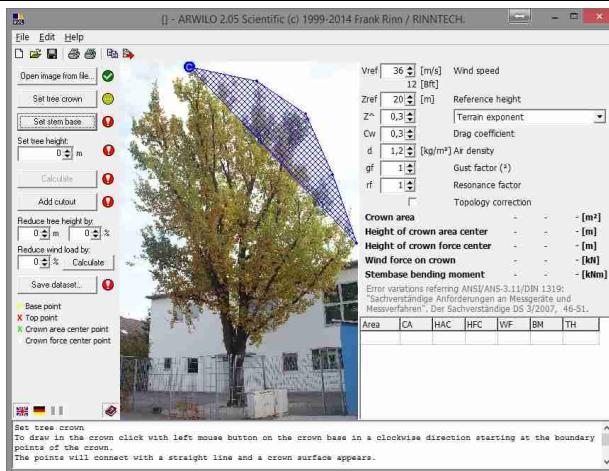 [] - ARWILO 2.05 Scientific (c) 1999-2014 Frank Rinn / RINNTECH.
File Edit Help
Open image from file...
Set tree crown
Set stem base
Set tree height:
0 m
Calculate
Add cutout
Reduce tree height by:
0 m 0 %
Reduce wind load by:
0 % Calculate
Save dataset...
Base point
X Top point
X Crown area center point
Crown force center point
C
Vref 36 [m/s] Wind speed
12 [Bft]
Zref 20 [m] Reference height
Z^ 0,3 Terrain exponent
Cw 0,3 Drag coefficient
d 1,2 [kg/m³] Air density
gf 1 Gust factor (²)
rf 1 Resonance factor
Topology correction
Crown area - - - [m²]
Height of crown area center - - - [m]
Height of crown force center - - - [m]
Wind force on crown - - - [kN]
Stembase bending moment - - - [kNm]
Error variations referring ANSI/ANS-3.11/DIN 1319:
"Sachverständige Anforderungen an Messgeräte und
Messverfahren". Der Sachverständige DS 3/2007, 46-51.
Area CA HAC HFC WF BM TH
Set tree crown
To draw in the crown click with left mouse button on the crown base in a clockwise direction starting at the boundary
points of the crown.
The points will connect with a straight line and a crown surface appears.